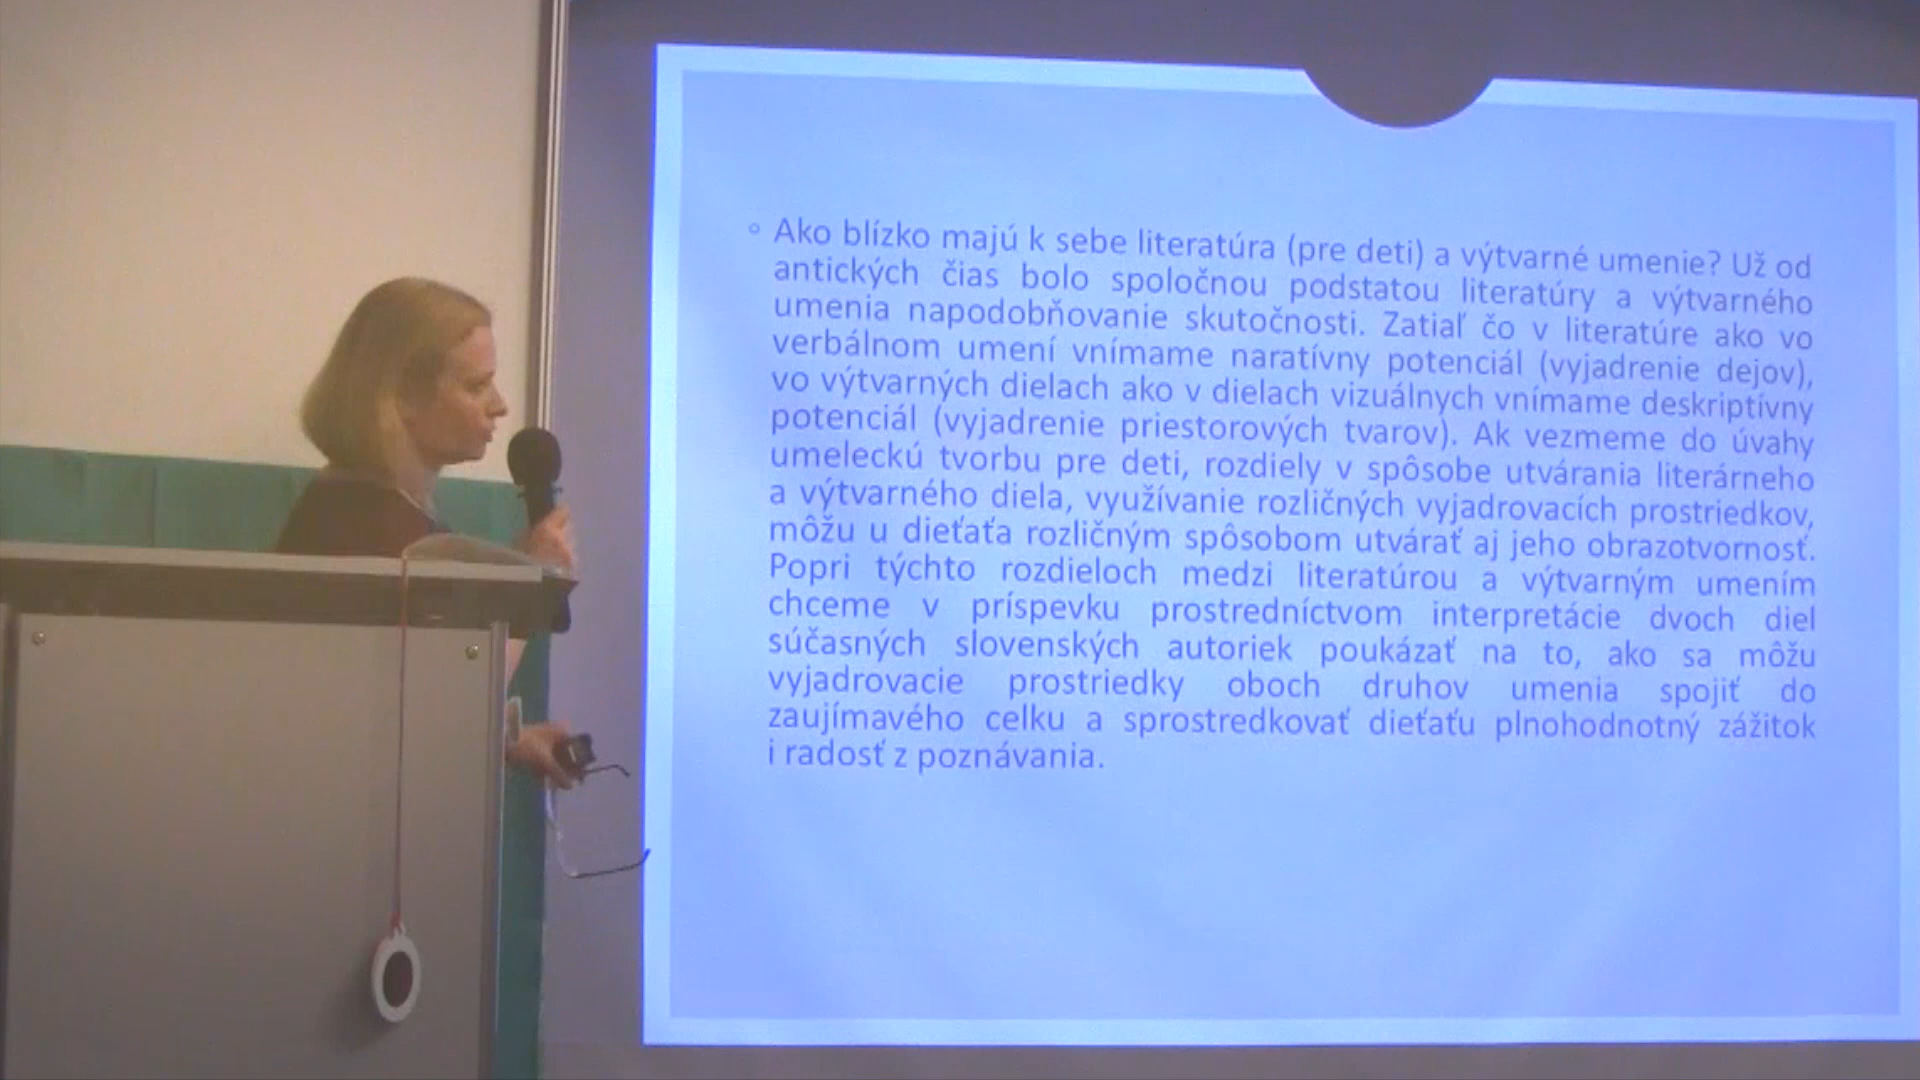 ◦ Ako blízko majú k sebe literatúra (pre deti) a výtvarné umenie? Už od
antických čias bolo spoločnou podstatou literatúry a výtvarného
umenia napodobňovanie skutočnosti. Zatiaľ čo v literatúre ako vo
verbálnom umení vnímame naratívny potenciál (vyjadrenie dejov),
vo výtvarných dielach ako v dielach vizuálnych vnímame deskriptívny
potenciál (vyjadrenie priestorových tvarov). Ak vezmeme do úvahy
umeleckú tvorbu pre deti, rozdiely v spôsobe utvárania literárneho
a výtvarného diela, využívanie rozličných vyjadrovacích prostriedkov,
môžu u dieťaťa rozličným spôsobom utvárať aj jeho obrazotvornosť.
Popri týchto rozdieloch medzi literatúrou a výtvarným umením
chceme v príspevku prostredníctvom interpretácie dvoch diel
súčasných slovenských autoriek poukázať na to, ako sa môžu
vyjadrovacie prostriedky oboch druhov umenia spojiť do
zaujímavého celku a sprostredkovať dieťaťu plnohodnotný zážitok
i radosť z poznávania.